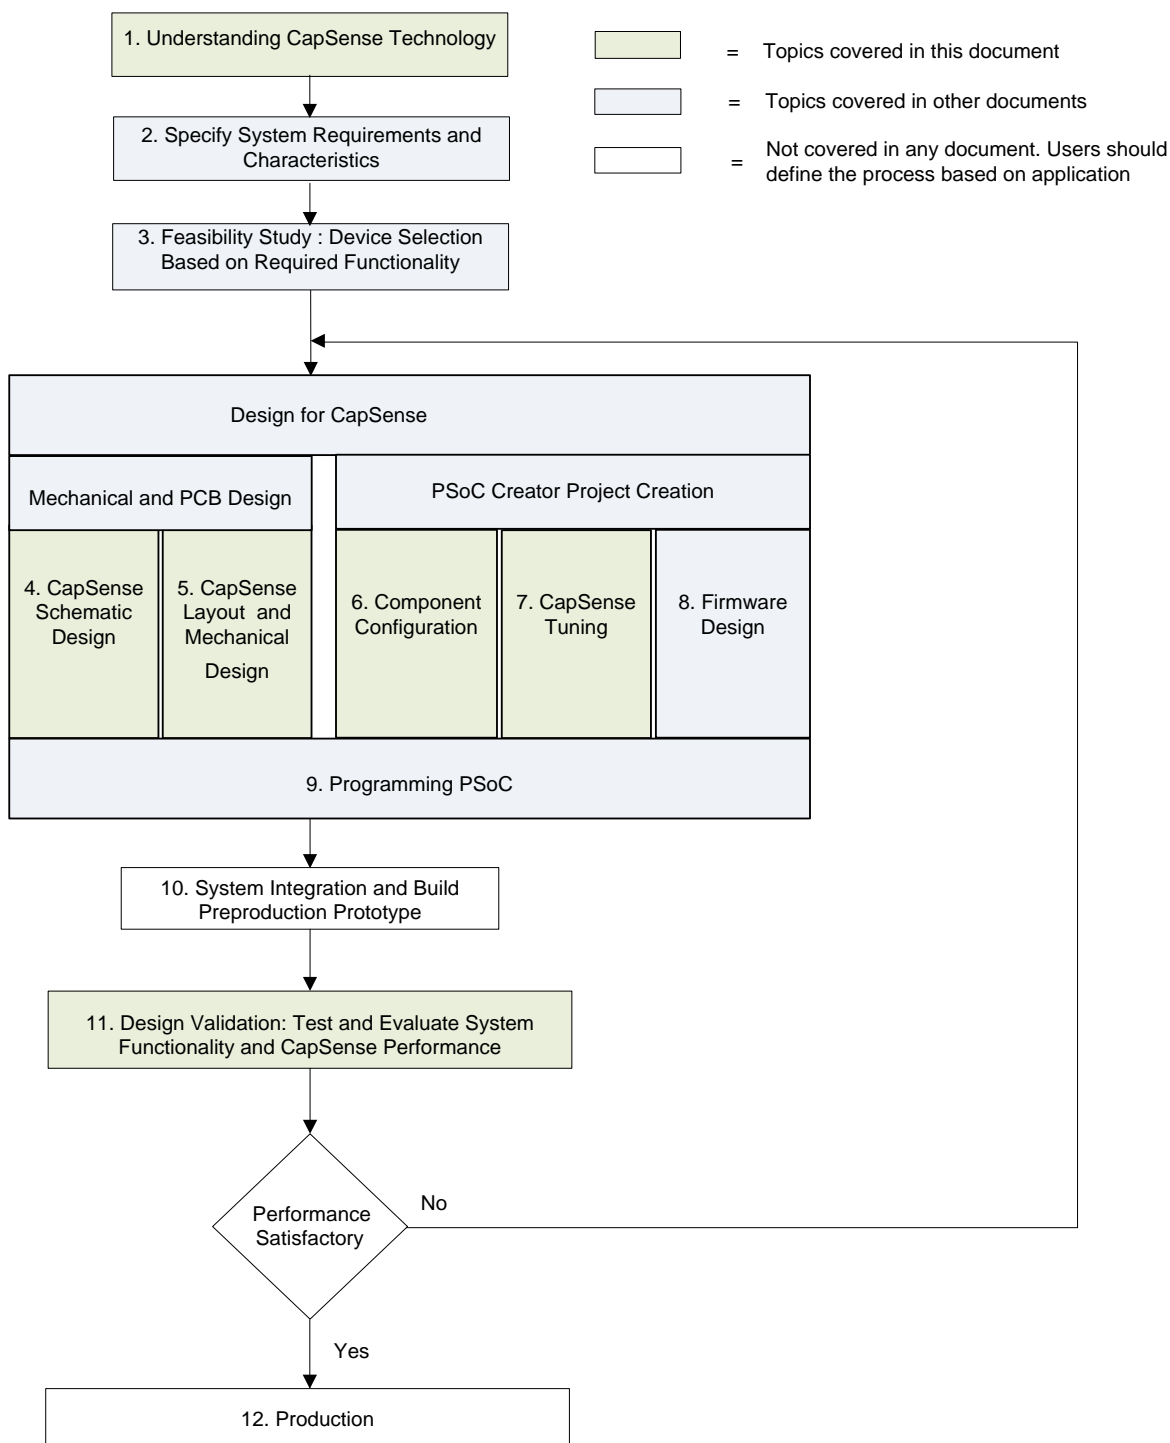 1. Understanding CapSense Technology
= Topics covered in this document
= Topics covered in other documents
= Not covered in any document. Users should
define the process based on application
2. Specify System Requirements and
Characteristics
3. Feasibility Study : Device Selection
Based on Required Functionality
Design for CapSense
Mechanical and PCB Design
PSoC Creator Project Creation
4. CapSense
Schematic
Design
5. CapSense
Layout and
Mechanical
Design
6. Component
Configuration
7. CapSense
Tuning
8. Firmware
Design
9. Programming PSoC
10. System Integration and Build
Preproduction Prototype
11. Design Validation: Test and Evaluate System
Functionality and CapSense Performance
Performance
Satisfactory
No
Yes
12. Production